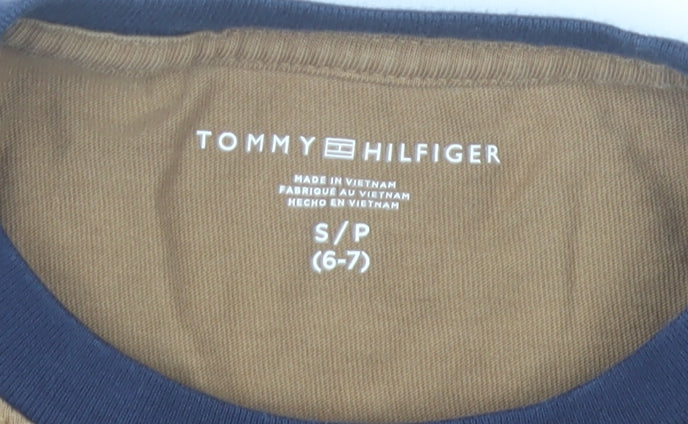 TOMMY HILFIGER
MADE IN VIETNAM
FABRIQUÉ AU VIETNAM
HECHO EN VIETNAM
S/P
(6-7)